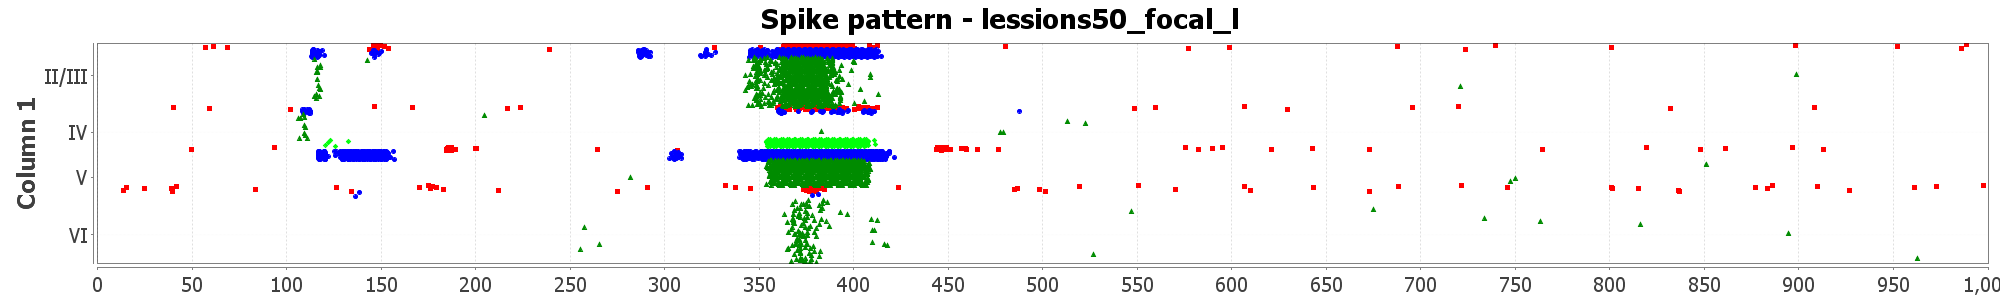 Spike pattern - lessions50_focal_l
Column 1
II/III
IV
V
VI
0 50 100 150 200 250 300 350 400 450 500 550 600 650 700 750 800 850 900 950 1,00